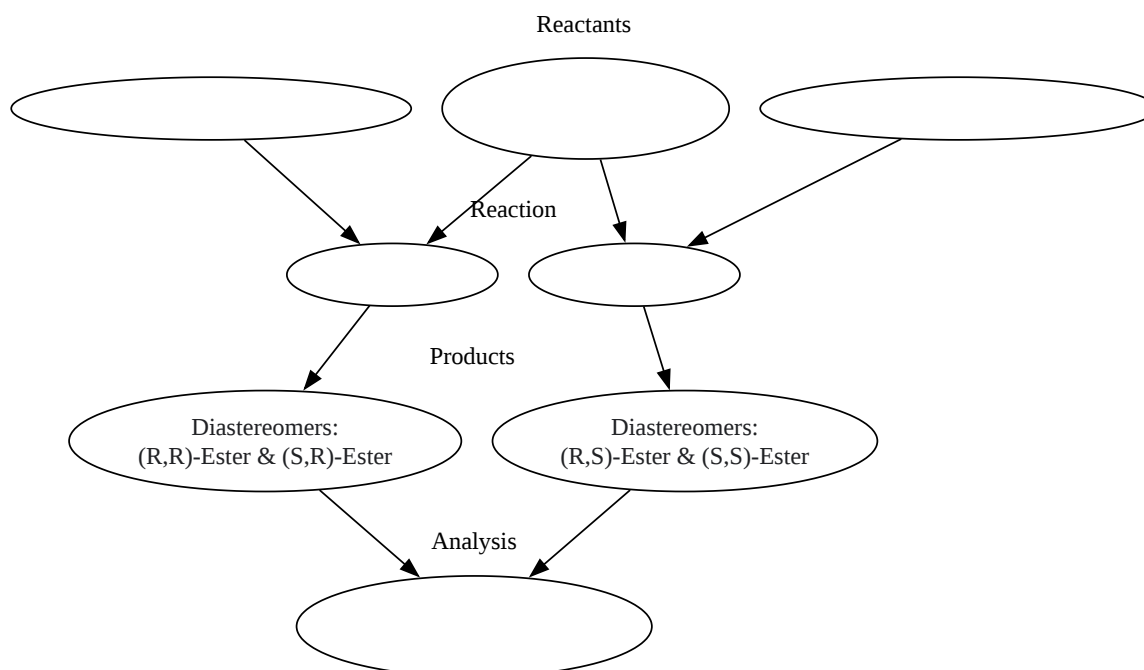 Reactants
Reaction
Products
Diastereomers:
(R,R)-Ester & (S,R)-Ester
Diastereomers:
(R,S)-Ester & (S,S)-Ester
Analysis